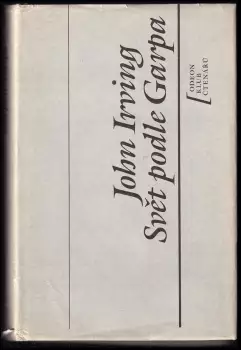 John Irving
Svět podle Garpa
[ODEON
KLUB
ČTENÁŘŮ